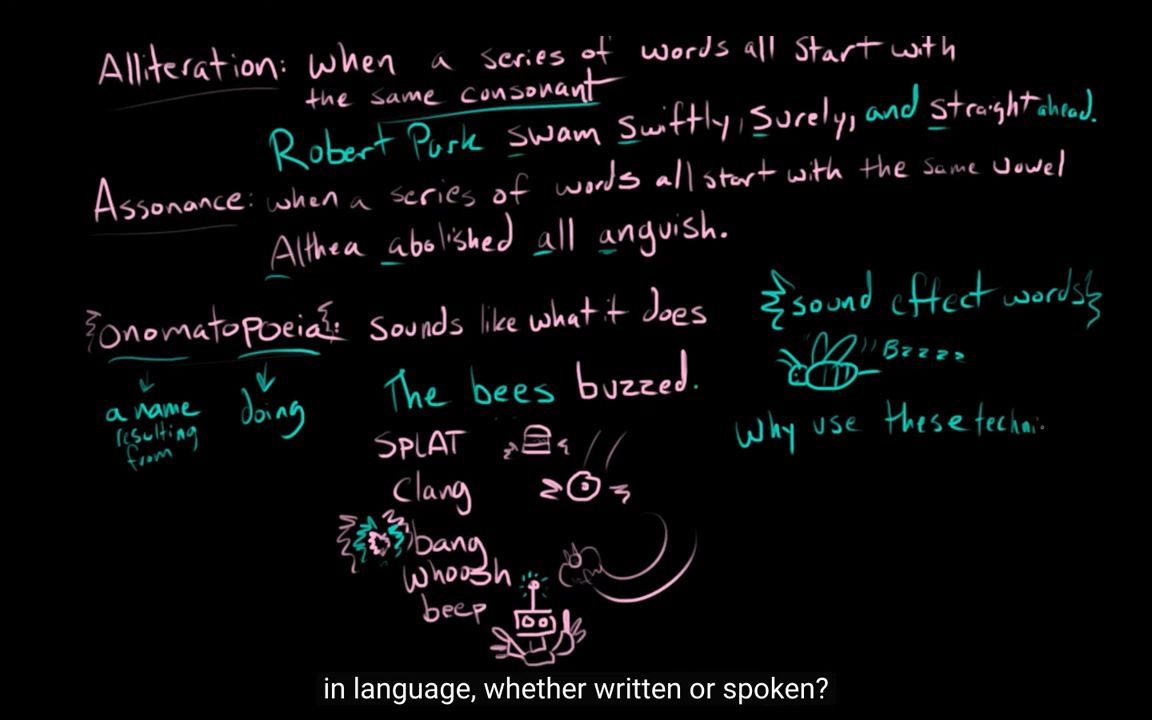 Alliteration: when a series of words all start with
the same consonant
Robert Park swam swiftly, surely, and straight ahead.
Assonance: when a series of words all start with the same vowel
Althea abolished all anguish.
onomatopoeia: sounds like what it does
sound effect words
Bzzzz
a name
resulting
from
doing
The bees buzzed.
SPLAT
Clang
bang
whoosh
beep
why use these techni
in language, whether written or spoken?